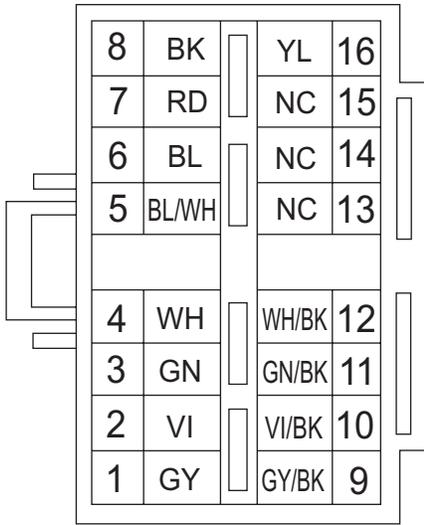 8 BK YL 16
7 RD NC 15
6 BL NC 14
5 BL/WH NC 13
4 WH WH/BK 12
3 GN GN/BK 11
2 VI VI/BK 10
1 GY GY/BK 9